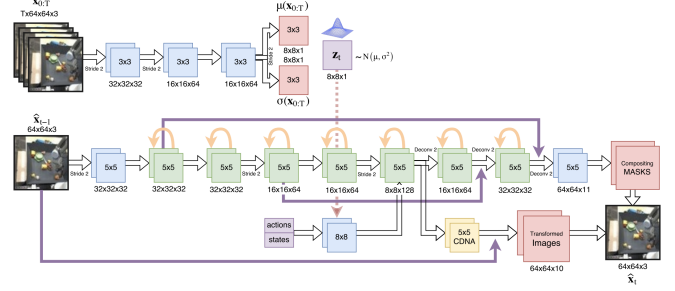 x₀:T
Tx64x64x3
Stride 2
3x3
32x32x32
Stride 2
3x3
16x16x64
3x3
16x16x64
Stride 2
μ(x₀:T)
3x3
8x8x1
8x8x1
3x3
σ(x₀:T)
zₜ
8x8x1
~ N(μ, σ²)
x̂ₜ₋₁
64x64x3
Stride 2
5x5
32x32x32
5x5
32x32x32
5x5
32x32x32
Stride 2
5x5
16x16x64
5x5
16x16x64
Stride 2
5x5
8x8x128
Deconv 2
5x5
16x16x64
Deconv 2
5x5
32x32x32
Deconv 2
5x5
64x64x11
Compositing
MASKS
actions
states
8x8
5x5
CDNA
Transformed
Images
64x64x10
64x64x3
x̂ₜ